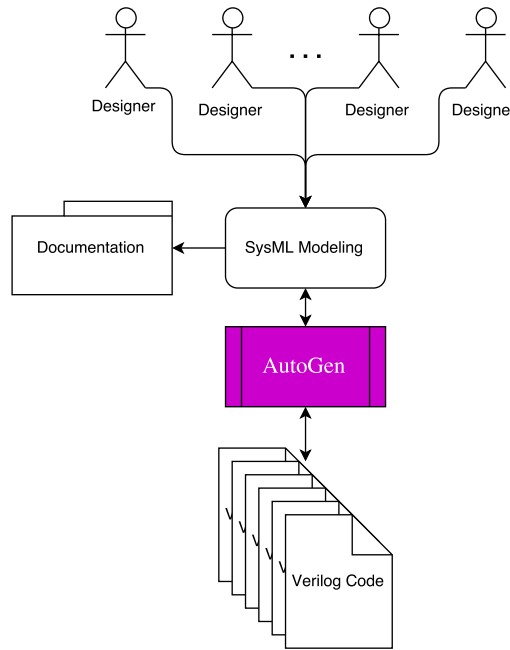 ...
Designer
Designer
Designer
Designe
Documentation
SysML Modeling
AutoGen
V
V
V
V
V
Verilog Code